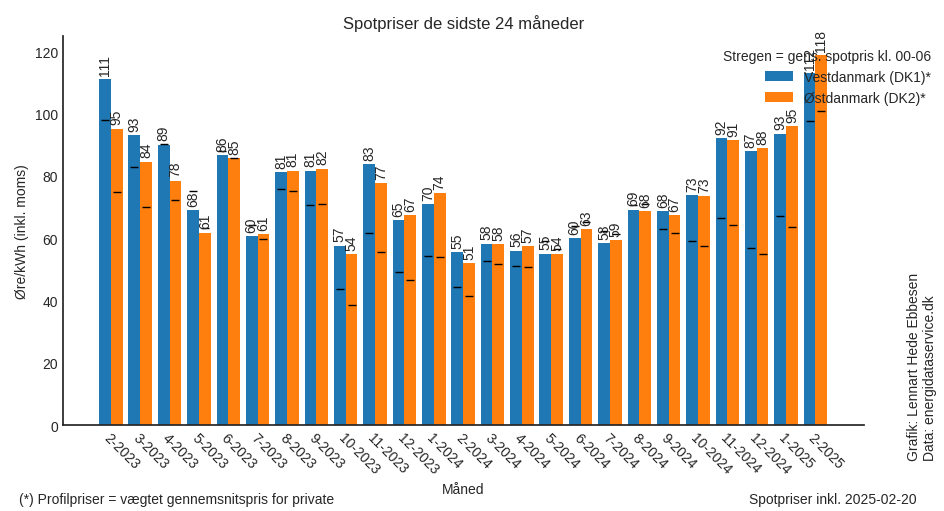 Spotpriser de sidste 24 måneder
Stregen = gens. spotpris kl. 00-06
Vestdanmark (DK1)*
Østdanmark (DK2)*
Øre/kWh (inkl. moms)
120
100
80
60
40
20
0
111 95 93 84 89 78 68 61 86 85 60 61 81 81 81 82 57 54 83 77 65 67 70 74 55 51 58 58 56 57 55 54 60 63 58 59 69 68 68 67 73 73 92 91 87 88 93 95 112 118
2-2023 3-2023 4-2023 5-2023 6-2023 7-2023 8-2023 9-2023 10-2023 11-2023 12-2023 1-2024 2-2024 3-2024 4-2024 5-2024 6-2024 7-2024 8-2024 9-2024 10-2024 11-2024 12-2024 1-2025 2-2025
Måned
Grafik: Lennart Hede Ebbesen
Data: energidataservice.dk
(*) Profilpriser = vægtet gennemsnitspris for private
Spotpriser inkl. 2025-02-20